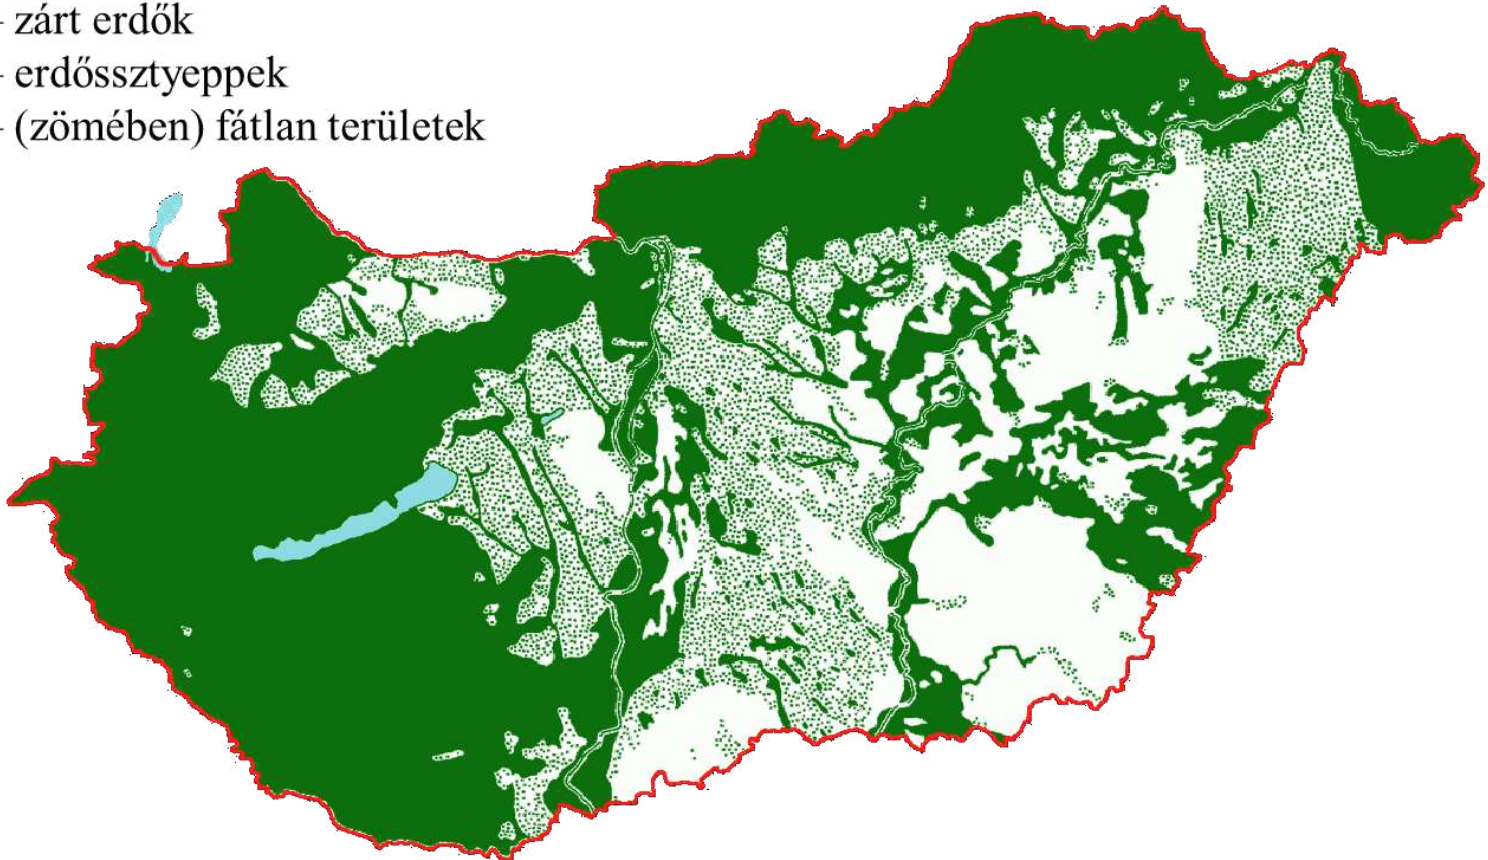 - zárt erdők
- erdőssztyeppek
- (zömében) fátlan területek